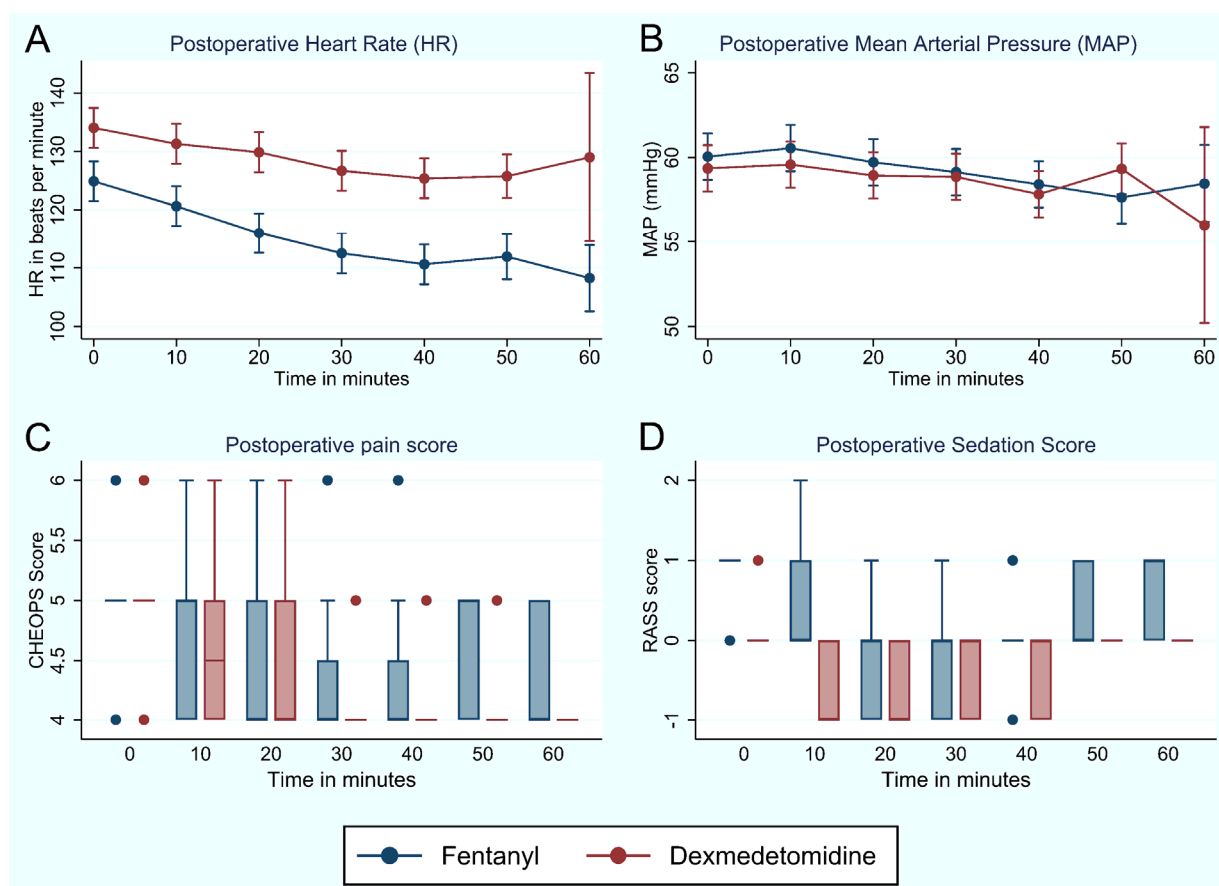 A
Postoperative Heart Rate (HR)
HR in beats per minute
140
130
120
110
100
0 10 20 30 40 50 60
Time in minutes
B
Postoperative Mean Arterial Pressure (MAP)
MAP (mmHg)
65
60
55
50
0 10 20 30 40 50 60
Time in minutes
C
Postoperative pain score
CHEOPS Score
6
5.5
5
4.5
4
0 10 20 30 40 50 60
Time in minutes
D
Postoperative Sedation Score
RASS score
2
1
0
-1
0 10 20 30 40 50 60
Time in minutes
Fentanyl Dexmedetomidine